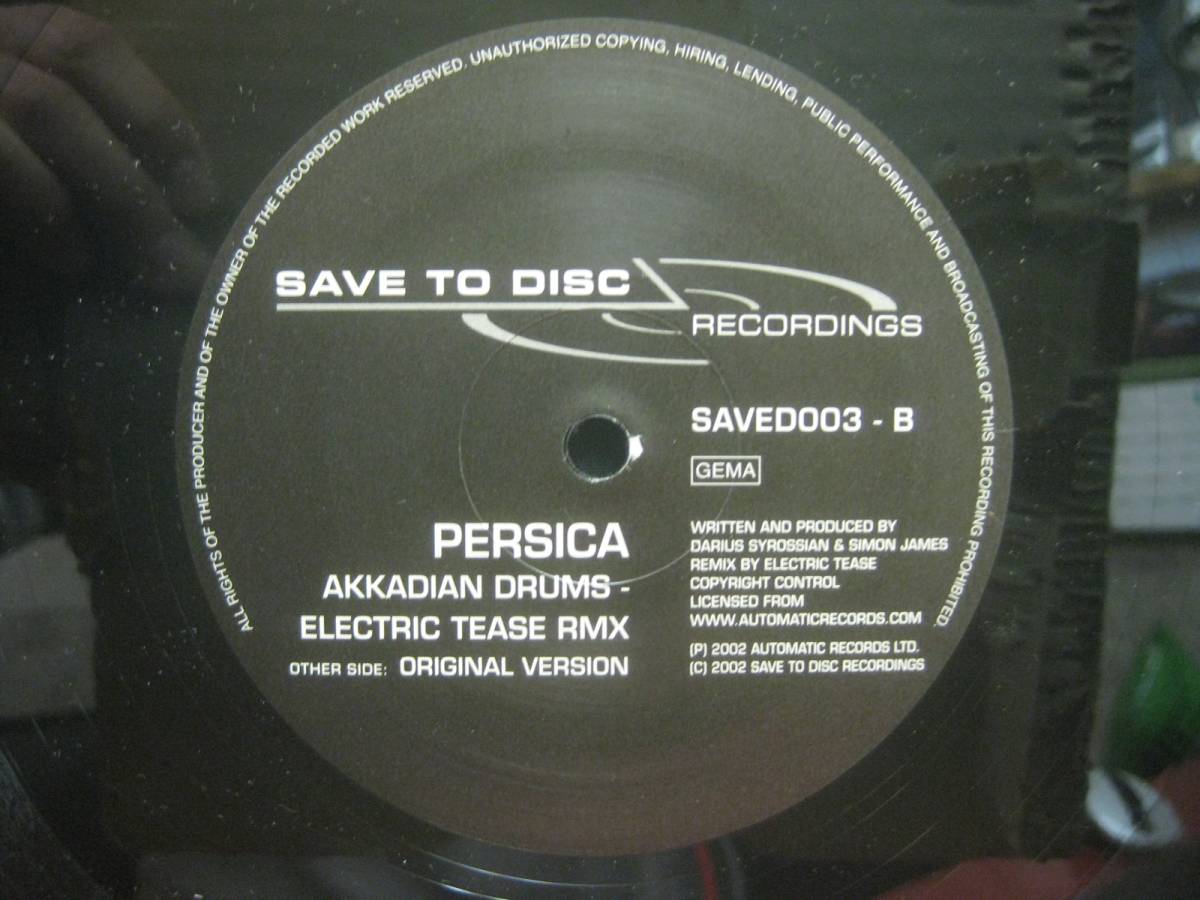 ALL RIGHTS OF THE PRODUCER AND OF THE OWNER OF THE RECORDED WORK RESERVED. UNAUTHORIZED COPYING, HIRING, LENDING, PUBLIC PERFORMANCE AND BROADCASTING OF THIS RECORDING PROHIBITED.
SAVE TO DISC
RECORDINGS
SAVED003 - B
GEMA
PERSICA
AKKADIAN DRUMS -
ELECTRIC TEASE RMX
OTHER SIDE: ORIGINAL VERSION
WRITTEN AND PRODUCED BY
DARIUS SYROSSIAN & SIMON JAMES
REMIX BY ELECTRIC TEASE
COPYRIGHT CONTROL
LICENSED FROM
WWW.AUTOMATICRECORDS.COM
(P) 2002 AUTOMATIC RECORDS LTD.
(C) 2002 SAVE TO DISC RECORDINGS